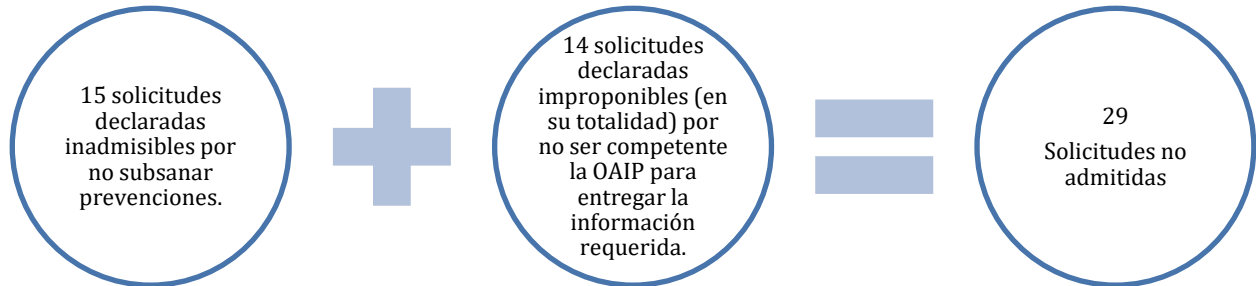 15 solicitudes
declaradas
inadmisibles por
no subsanar
prevenciones.
14 solicitudes
declaradas
improponibles (en
su totalidad) por
no ser competente
la OAIP para
entregar la
información
requerida.
29
Solicitudes no
admitidas